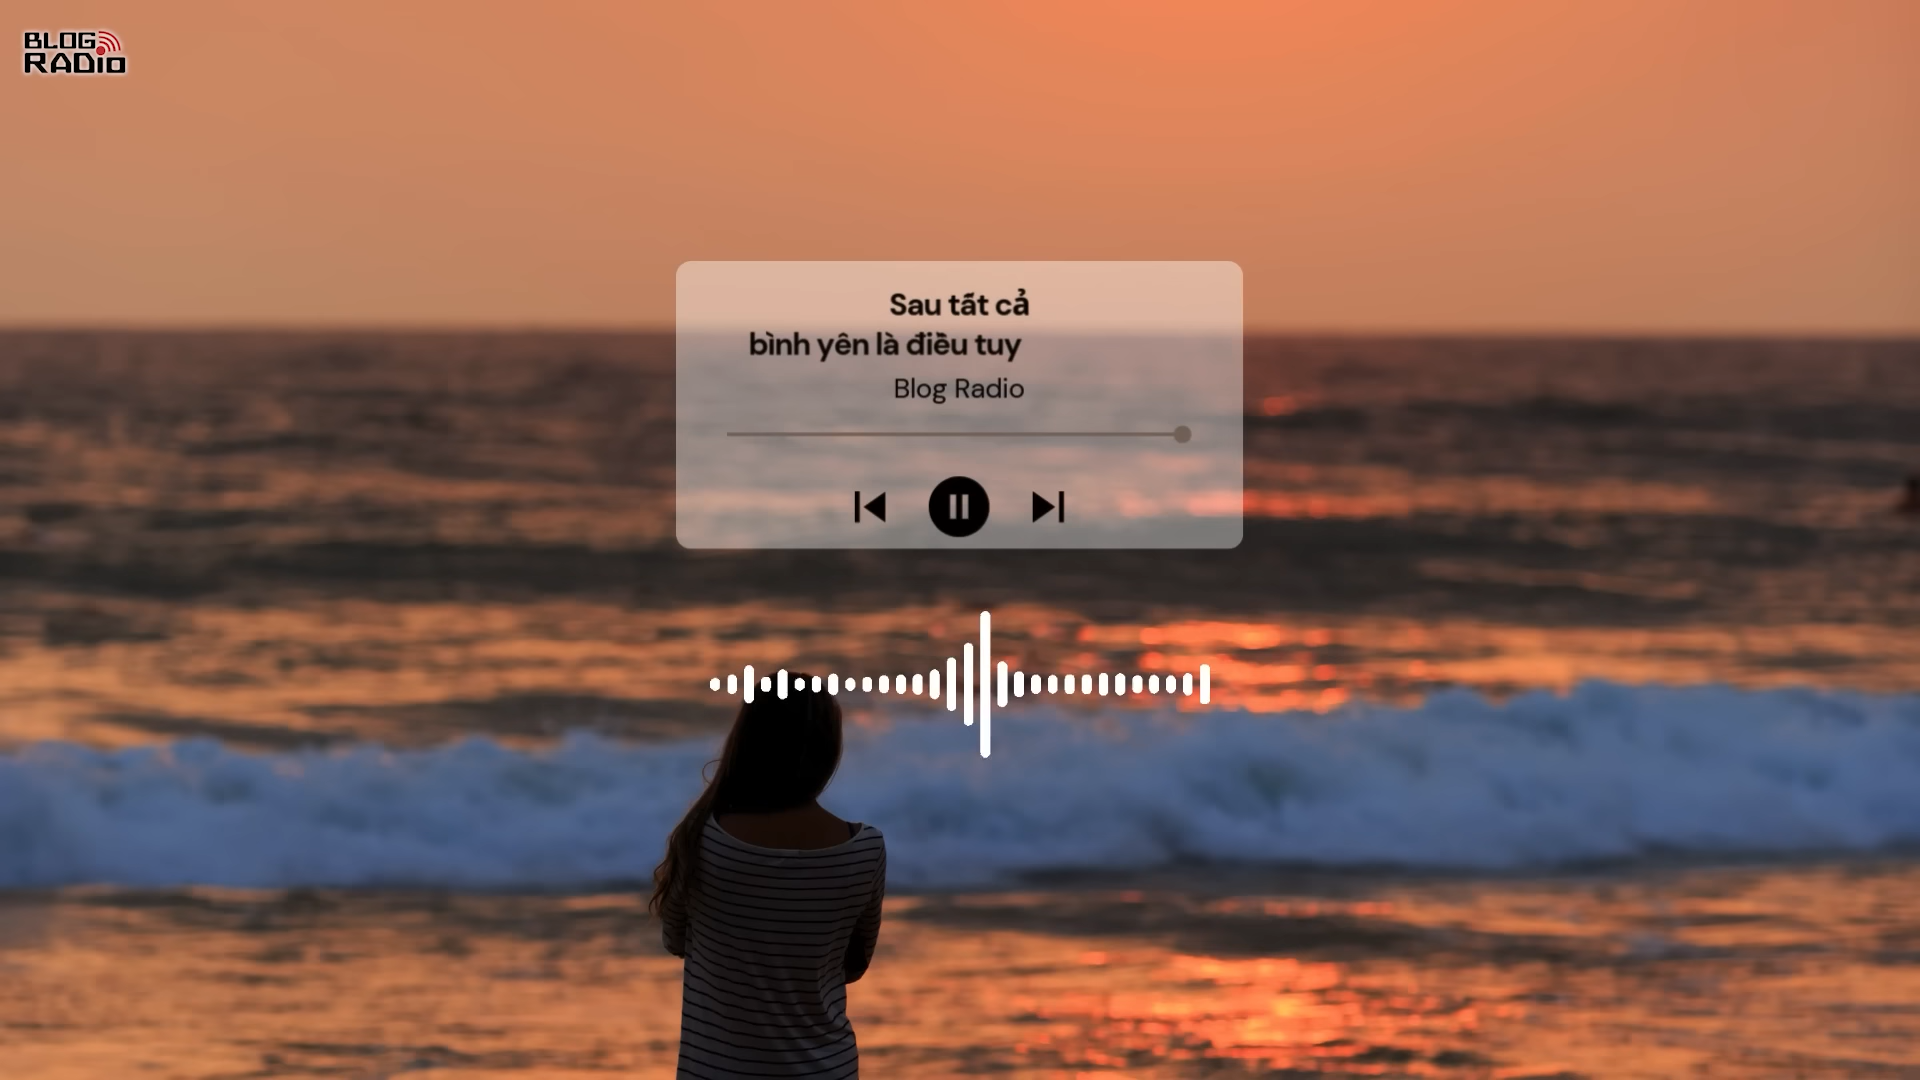 BLOG
RADIO
Sau tất cả
bình yên là điều tuy
Blog Radio